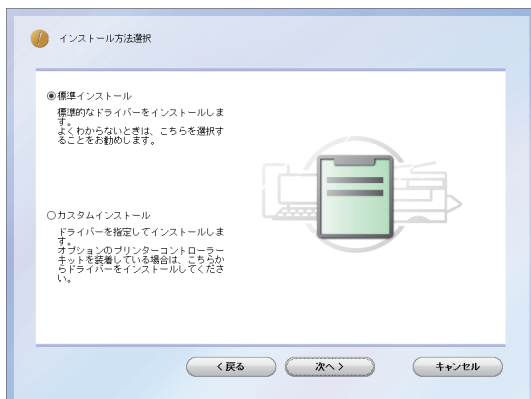 インストール方法選択
◉標準インストール
標準的なドライバーをインストールしま
す。
よくわからないときは、こちらを選択す
ることをお勧めします。
○カスタムインストール
ドライバーを指定してインストールしま
す。
オプションのプリンターコントローラー
キットを装着している場合は、こちらか
らドライバーをインストールしてくださ
い。
< 戻る
次へ >
キャンセル